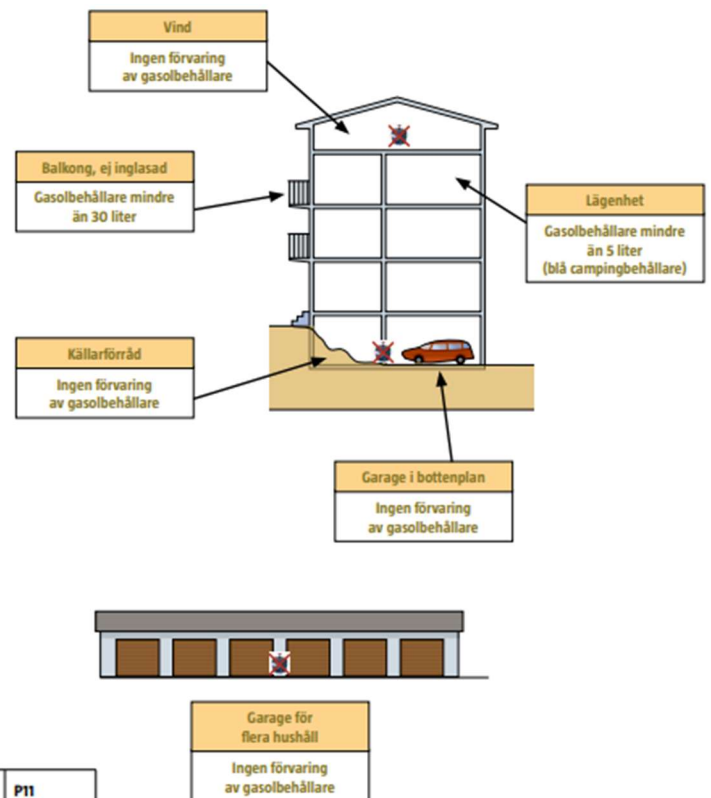 Vind
Ingen förvaring
av gasolbehållare
Balkong, ej inglasad
Gasolbehållare mindre
än 30 liter
Lägenhet
Gasolbehållare mindre
än 5 liter
(blå campingbehållare)
Källarförråd
Ingen förvaring
av gasolbehållare
Garage i bottenplan
Ingen förvaring
av gasolbehållare
Garage för
flera hushåll
Ingen förvaring
av gasolbehållare
P11